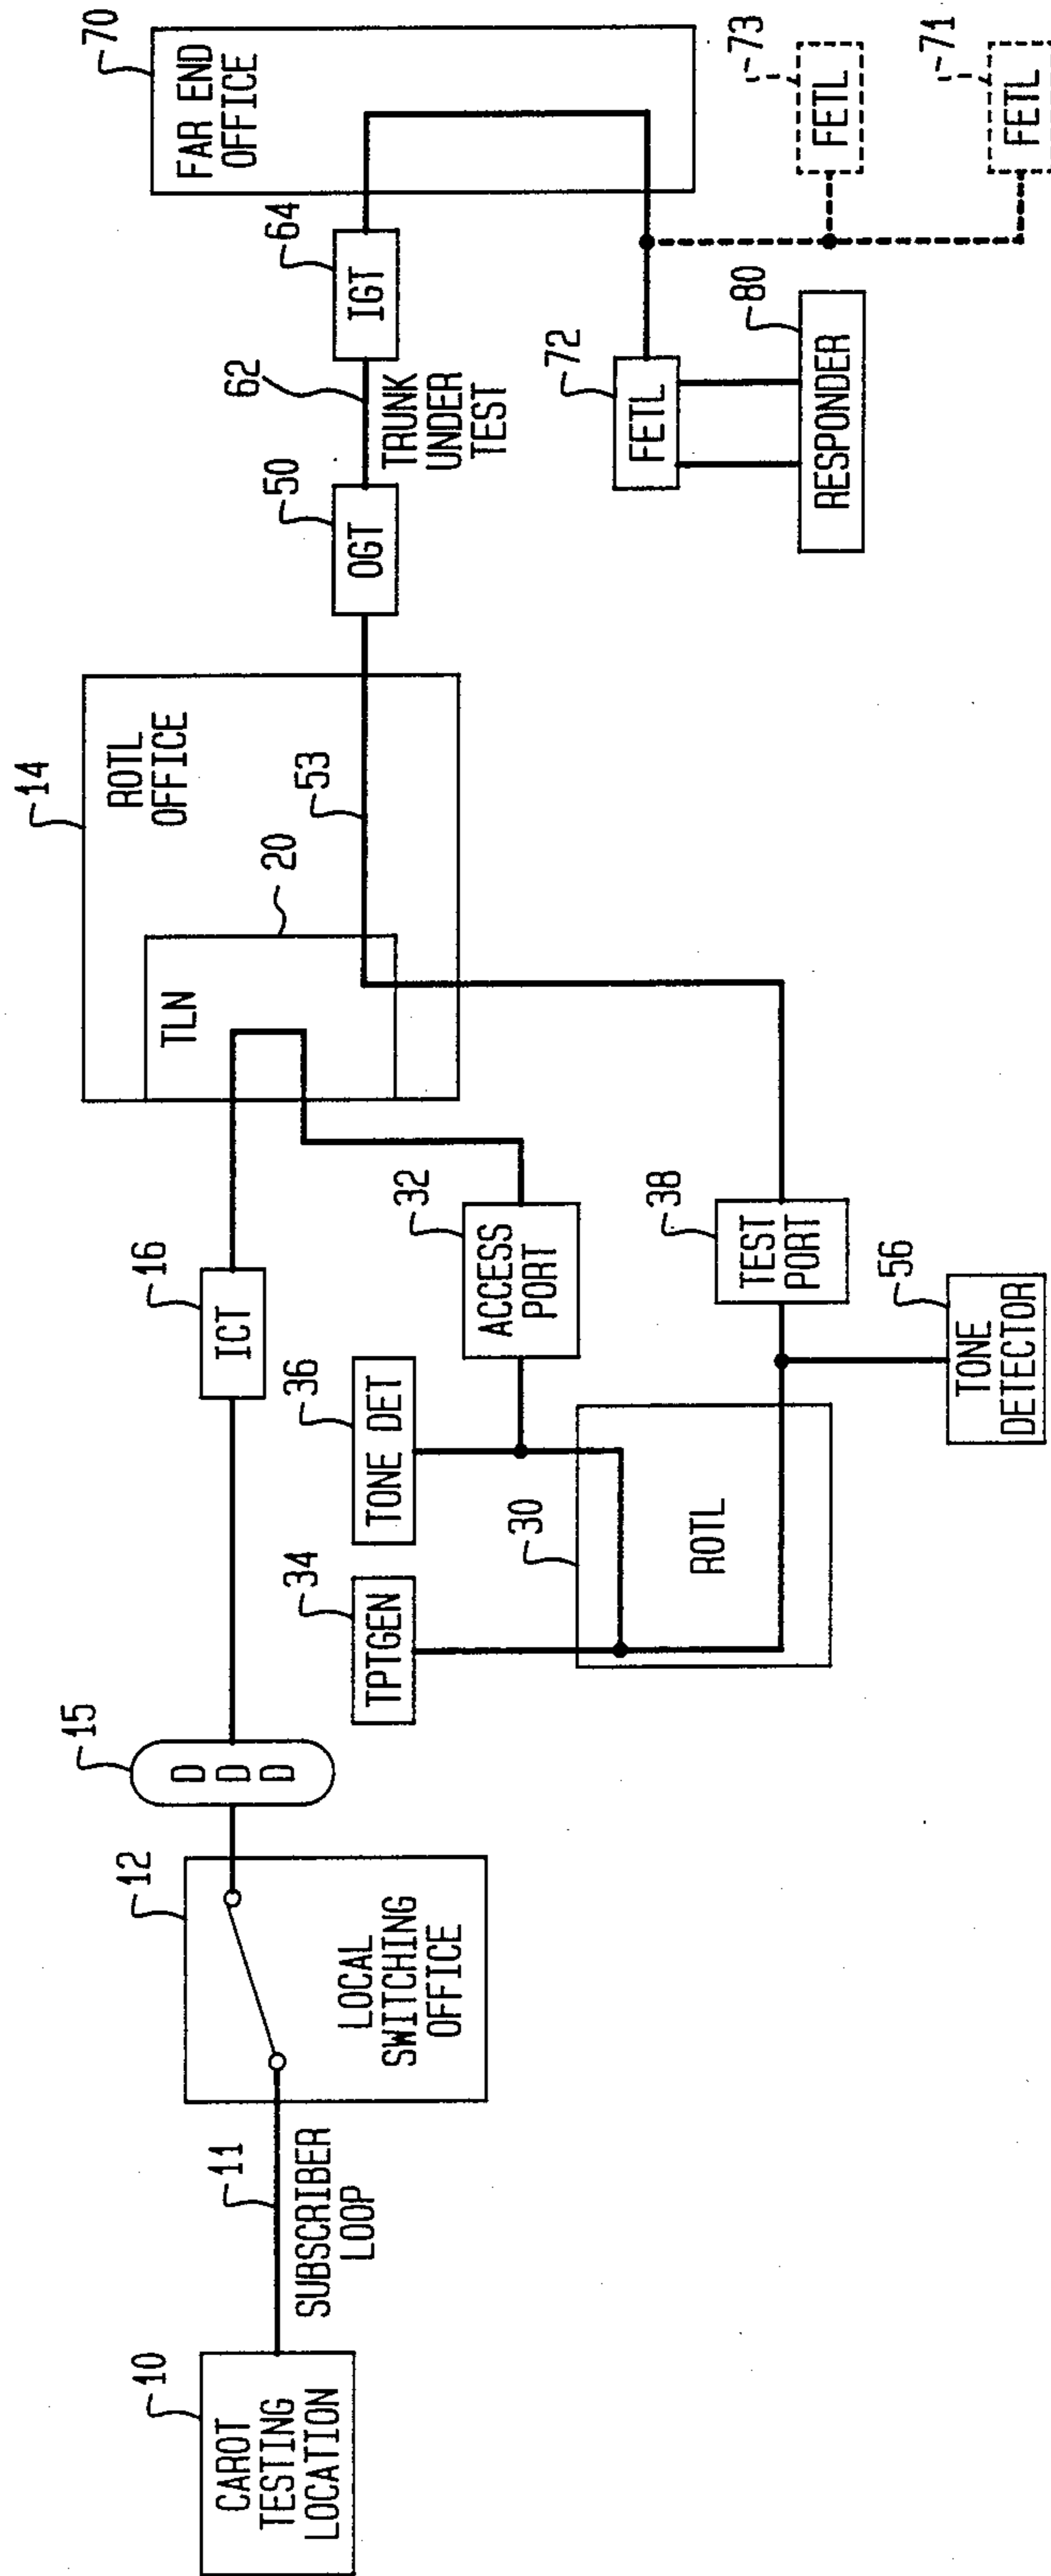 10
CAROT
TESTING
LOCATION
11
SUBSCRIBER
LOOP
12
LOCAL
SWITCHING
OFFICE
15
D
D
D
16
ICT
14
ROTL
OFFICE
TLN
20
53
34
TPTGEN
36
TONE DET
32
ACCESS
PORT
30
ROTL
38
TEST
PORT
56
TONE
DETECTOR
50
OGT
62
TRUNK
UNDER
TEST
64
IGT
70
FAR END
OFFICE
72
FETL
80
RESPONDER
73
FETL
71
FETL